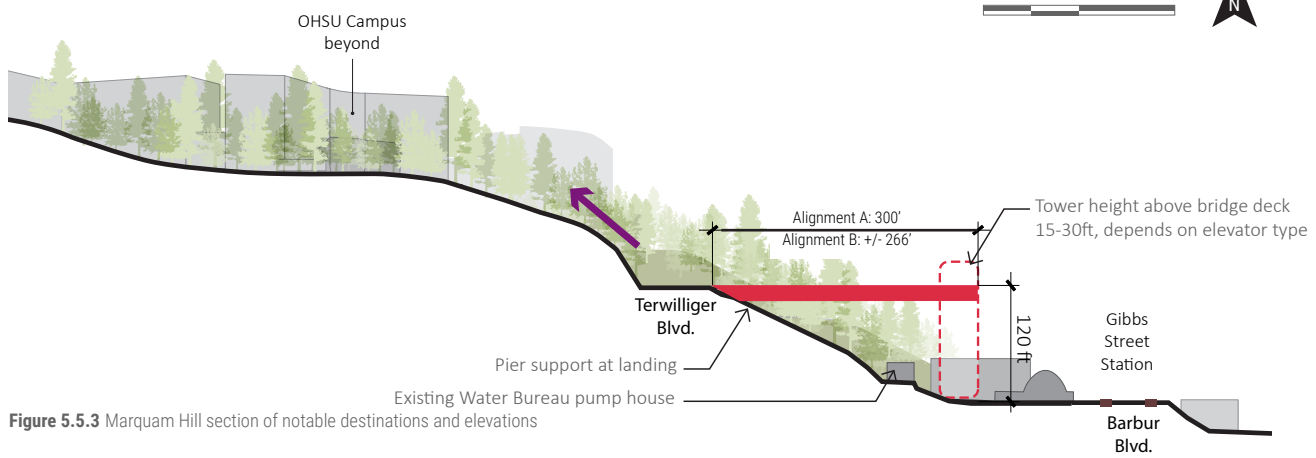 OHSU Campus
beyond
N
Alignment A: 300’
Alignment B: +/- 266’
Tower height above bridge deck
15-30ft, depends on elevator type
Terwilliger
Blvd.
120 ft
Gibbs
Street
Station
Pier support at landing
Existing Water Bureau pump house
Barbur
Blvd.
Figure 5.5.3 Marquam Hill section of notable destinations and elevations